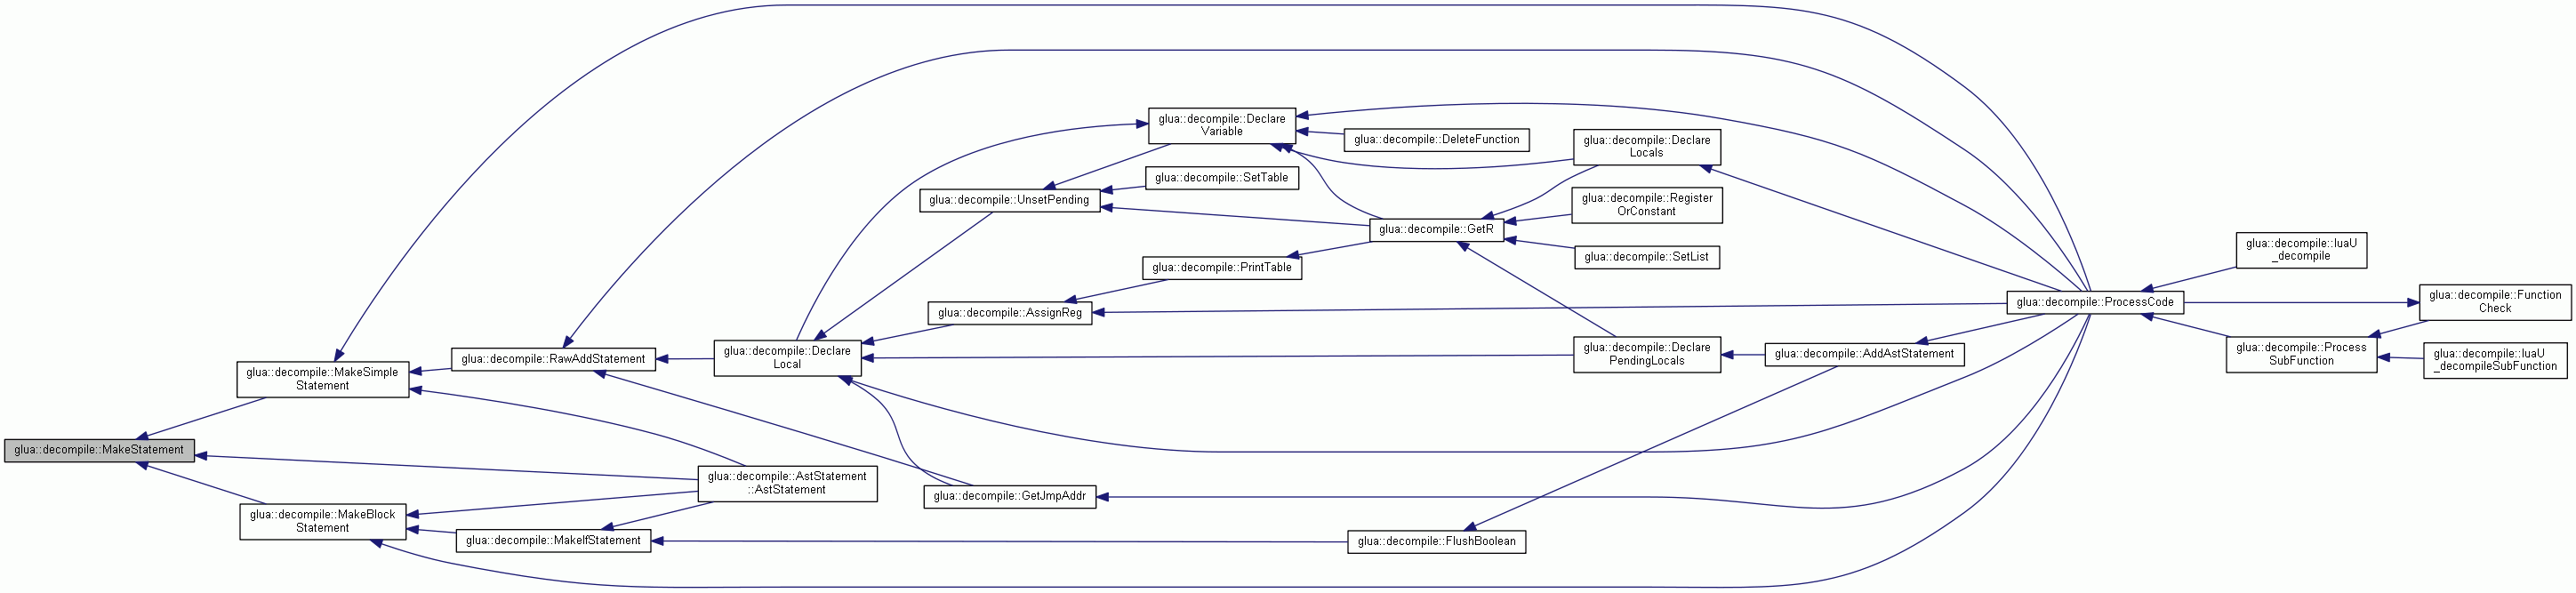 glua::decompile::MakeStatement
glua::decompile::MakeSimple
Statement
glua::decompile::MakeBlock
Statement
glua::decompile::RawAddStatement
glua::decompile::MakeIfStatement
glua::decompile::Declare
Local
glua::decompile::AstStatement
::AstStatement
glua::decompile::UnsetPending
glua::decompile::AssignReg
glua::decompile::GetJmpAddr
glua::decompile::Declare
Variable
glua::decompile::SetTable
glua::decompile::PrintTable
glua::decompile::DeleteFunction
glua::decompile::GetR
glua::decompile::FlushBoolean
glua::decompile::Declare
Locals
glua::decompile::Register
OrConstant
glua::decompile::SetList
glua::decompile::Declare
PendingLocals
glua::decompile::AddAstStatement
glua::decompile::ProcessCode
glua::decompile::luaU
_decompile
glua::decompile::Process
SubFunction
glua::decompile::Function
Check
glua::decompile::luaU
_decompileSubFunction